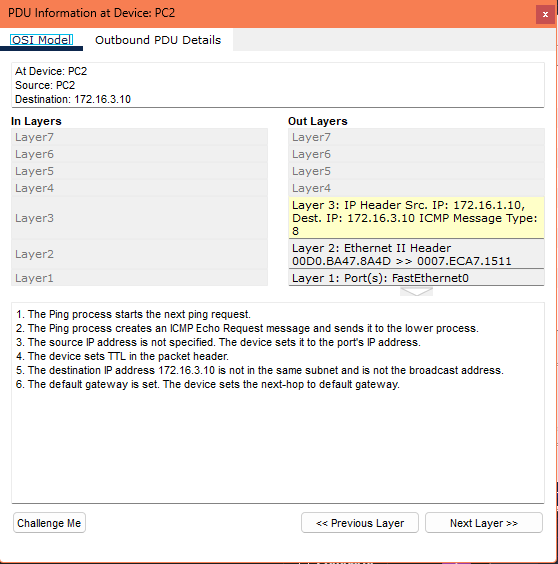 PDU Information at Device: PC2
x
OSI Model Outbound PDU Details
At Device: PC2
Source: PC2
Destination: 172.16.3.10
In Layers
Layer7
Layer6
Layer5
Layer4
Layer3
Layer2
Layer1
Out Layers
Layer7
Layer6
Layer5
Layer4
Layer 3: IP Header Src. IP: 172.16.1.10,
Dest. IP: 172.16.3.10 ICMP Message Type:
8
Layer 2: Ethernet II Header
00D0.BA47.8A4D >> 0007.ECA7.1511
Layer 1: Port(s): FastEthernet0
1. The Ping process starts the next ping request.
2. The Ping process creates an ICMP Echo Request message and sends it to the lower process.
3. The source IP address is not specified. The device sets it to the port's IP address.
4. The device sets TTL in the packet header.
5. The destination IP address 172.16.3.10 is not in the same subnet and is not the broadcast address.
6. The default gateway is set. The device sets the next-hop to default gateway.
Challenge Me
<< Previous Layer
Next Layer >>